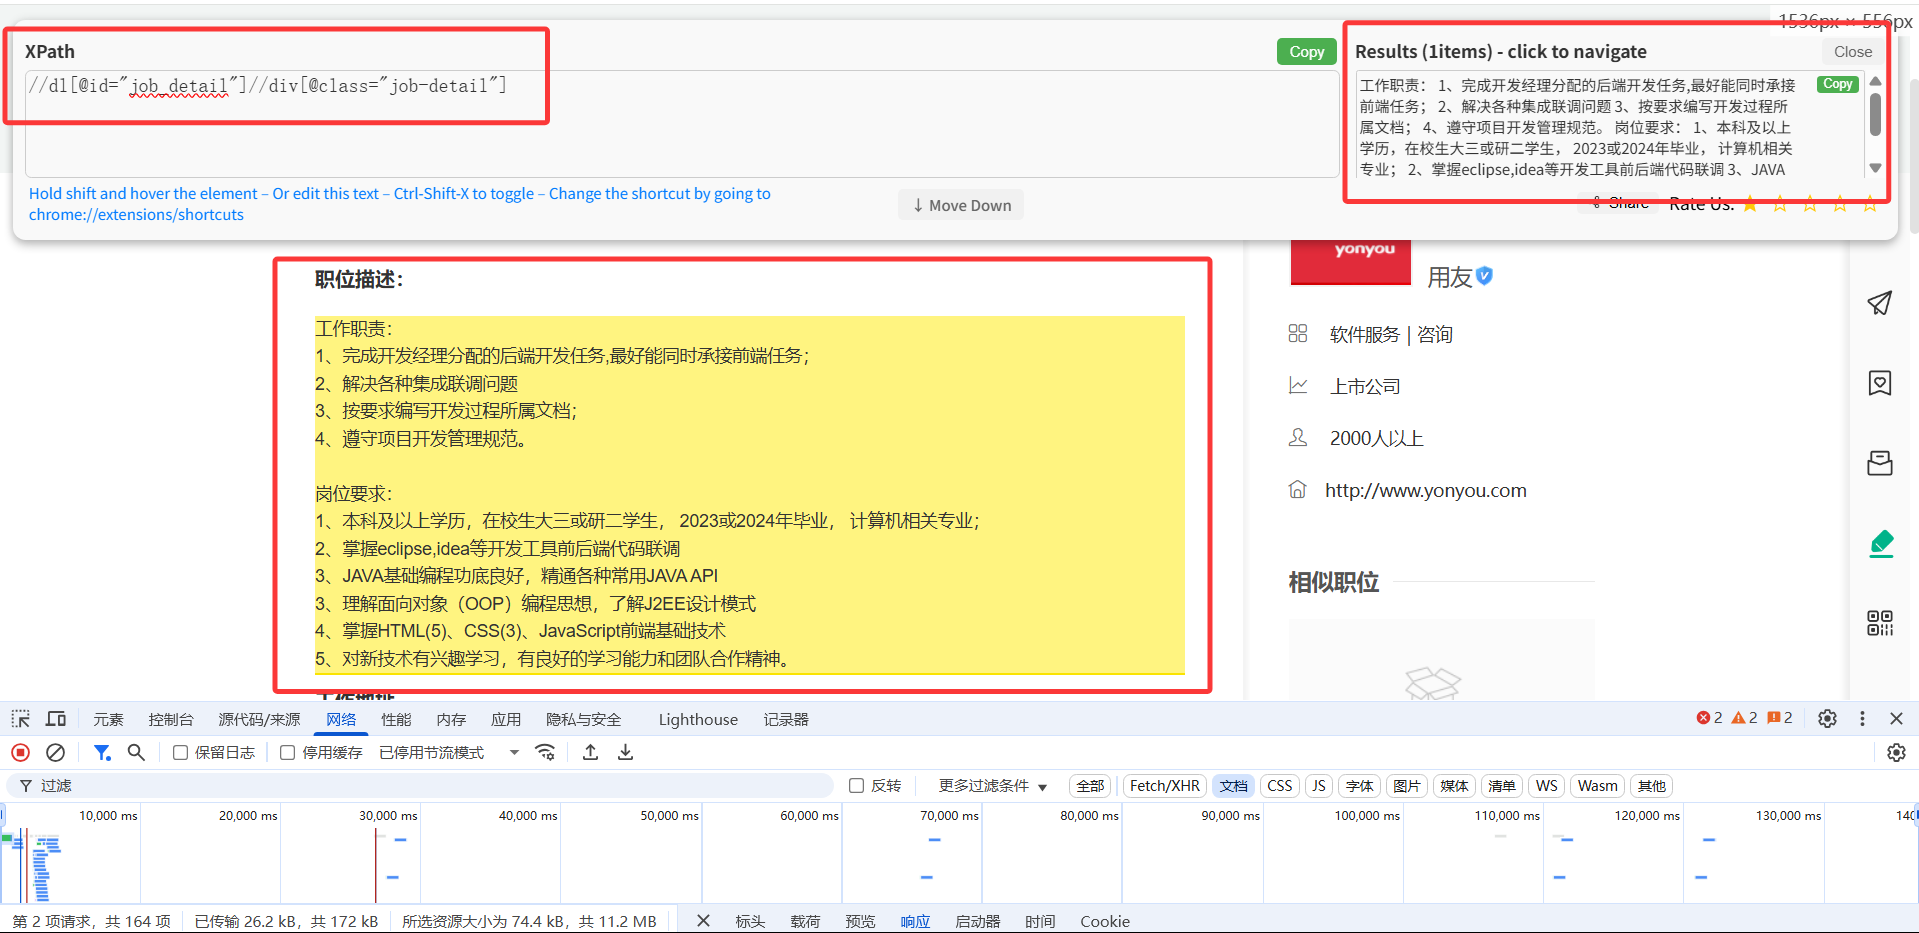 1536px × 556px
XPath
Copy
//dl[@id="job_detail"]//div[@class="job-detail"]
Results (1items) - click to navigate
Close
工作职责： 1、完成开发经理分配的后端开发任务,最好能同时承接
前端任务； 2、解决各种集成联调问题 3、按要求编写开发过程所
属文档； 4、遵守项目开发管理规范。 岗位要求： 1、本科及以上
学历，在校生大三或研二学生， 2023或2024年毕业， 计算机相关
专业； 2、掌握eclipse,idea等开发工具前后端代码联调 3、JAVA
Copy
Hold shift and hover the element – Or edit this text – Ctrl-Shift-X to toggle – Change the shortcut by going to
chrome://extensions/shortcuts
↓ Move Down
Share
Rate Us:
职位描述：
工作职责：
1、完成开发经理分配的后端开发任务,最好能同时承接前端任务；
2、解决各种集成联调问题
3、按要求编写开发过程所属文档；
4、遵守项目开发管理规范。
岗位要求：
1、本科及以上学历，在校生大三或研二学生， 2023或2024年毕业， 计算机相关专业；
2、掌握eclipse,idea等开发工具前后端代码联调
3、JAVA基础编程功底良好，精通各种常用JAVA API
3、理解面向对象（OOP）编程思想，了解J2EE设计模式
4、掌握HTML(5)、CSS(3)、JavaScript前端基础技术
5、对新技术有兴趣学习，有良好的学习能力和团队合作精神。
工作地址
yonyou
用友
软件服务 | 咨询
上市公司
2000人以上
http://www.yonyou.com
相似职位
元素 控制台 源代码/来源 网络 性能 内存 应用 隐私与安全 Lighthouse 记录器
2 2 2
保留日志 停用缓存 已停用节流模式
过滤 反转 更多过滤条件 全部 Fetch/XHR 文档 CSS JS 字体 图片 媒体 清单 WS Wasm 其他
10,000 ms 20,000 ms 30,000 ms 40,000 ms 50,000 ms 60,000 ms 70,000 ms 80,000 ms 90,000 ms 100,000 ms 110,000 ms 120,000 ms 130,000 ms 140
第 2 项请求，共 164 项 已传输 26.2 kB，共 172 kB 所选资源大小为 74.4 kB，共 11.2 MB
标头 载荷 预览 响应 启动器 时间 Cookie